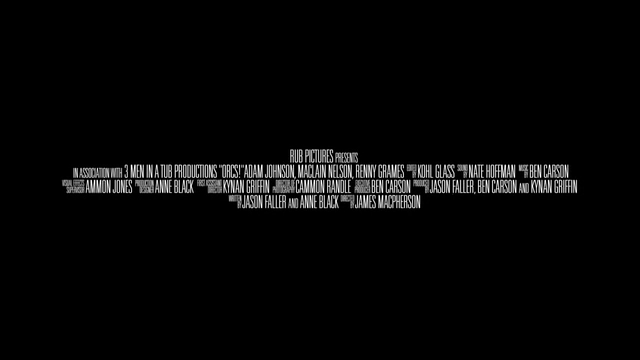 RUB PICTURES PRESENTS
IN ASSOCIATION WITH 3 MEN IN A TUB PRODUCTIONS "ORCS!" ADAM JOHNSON, MACLAIN NELSON, RENNY GRAMES EDITED BY KOHL GLASS SOUND BY NATE HOFFMAN MUSIC BY BEN CARSON
VISUAL EFFECTS SUPERVISOR AMMON JONES PRODUCTION DESIGNER ANNE BLACK FIRST ASSISTANT DIRECTOR KYNAN GRIFFIN DIRECTOR OF PHOTOGRAPHY CAMMON RANDLE EXECUTIVE PRODUCER BEN CARSON PRODUCED BY JASON FALLER, BEN CARSON AND KYNAN GRIFFIN
WRITTEN BY JASON FALLER AND ANNE BLACK DIRECTED BY JAMES MACPHERSON